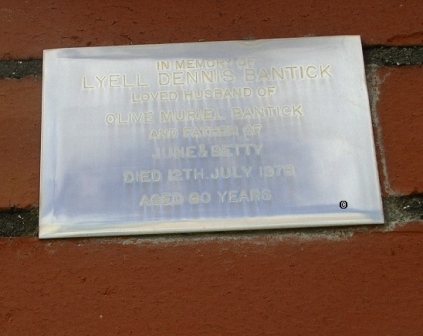 IN MEMORY OF
LYELL DENNIS BANTICK
LOVED HUSBAND OF
OLIVE MURIEL BANTICK
AND FATHER OF
JUNE & BETTY
DIED 12TH. JULY 1979
AGED 60 YEARS